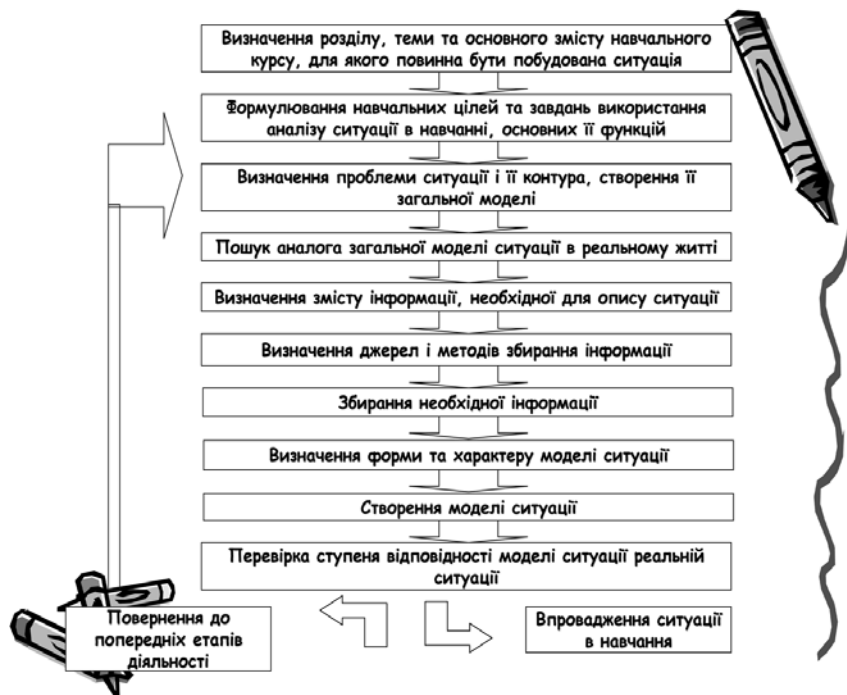 Визначення розділу, теми та основного змісту навчального
курсу, для якого повинна бути побудована ситуація
Формулювання навчальних цілей та завдань використання
аналізу ситуації в навчанні, основних її функцій
Визначення проблеми ситуації і її контура, створення її
загальної моделі
Пошук аналога загальної моделі ситуації в реальному житті
Визначення змісту інформації, необхідної для опису ситуації
Визначення джерел і методів збирання інформації
Збирання необхідної інформації
Визначення форми та характеру моделі ситуації
Створення моделі ситуації
Перевірка ступеня відповідності моделі ситуації реальній
ситуації
Повернення до
попередніх етапів
діяльності
Впровадження ситуації
в навчання